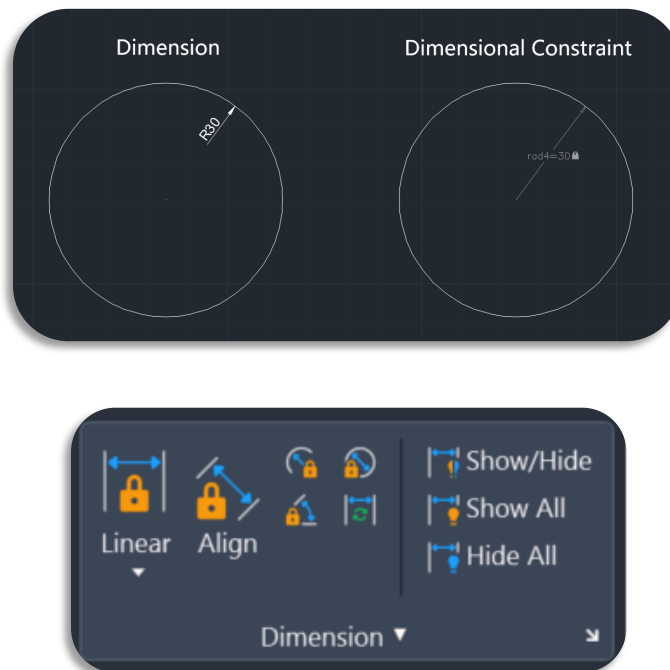 Dimension
Dimensional Constraint
R30
rad4=30
Show/Hide
Show All
Linear
Align
Hide All
Dimension